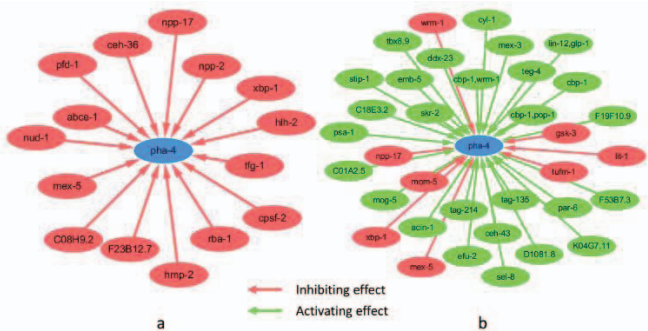 npp-17
ceh-36
pfd-1
npp-2
xbp-1
abce-1
hlh-2
nud-1
pha-4
tfg-1
mex-5
cpsf-2
C08H9.2
F23B12.7
rba-1
hmp-2
a
wrm-1
cyl-1
tbx8,9
mex-3
lin-12,glp-1
ddx-23
teg-4
slip-1
emb-5
cbp-1,wrm-1
cbp-1
C18E3.2
skr-2
cbp-1,pop-1
F19F10.9
psa-1
gsk-3
pha-4
npp-17
lit-1
C01A2.5
mom-5
tufm-1
mog-5
tag-214
tag-135
par-6
F53B7.3
xbp-1
acin-1
ceh-43
K04G7.11
mex-5
efu-2
D1081.8
sel-8
b
Inhibiting effect
Activating effect